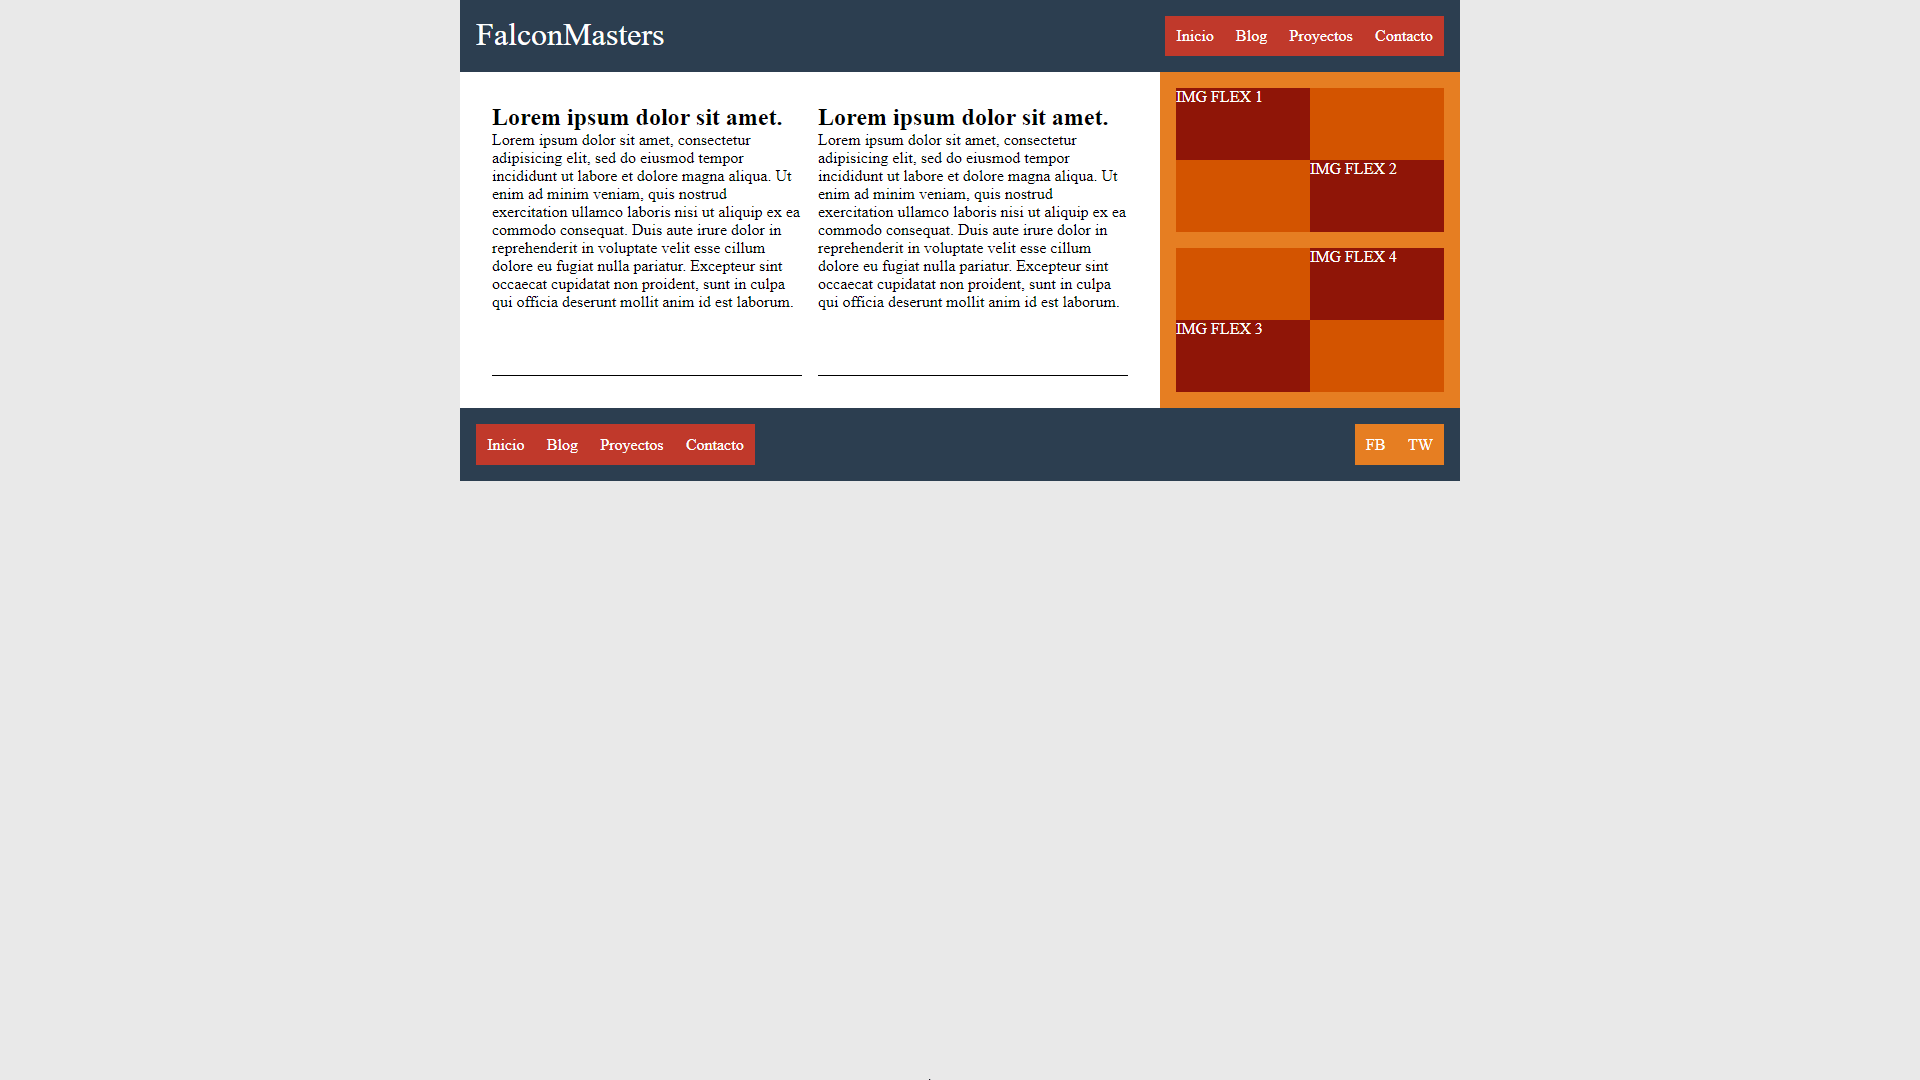 FalconMasters
Inicio Blog Proyectos Contacto
Lorem ipsum dolor sit amet.
Lorem ipsum dolor sit amet, consectetur
adipisicing elit, sed do eiusmod tempor
incididunt ut labore et dolore magna aliqua. Ut
enim ad minim veniam, quis nostrud
exercitation ullamco laboris nisi ut aliquip ex ea
commodo consequat. Duis aute irure dolor in
reprehenderit in voluptate velit esse cillum
dolore eu fugiat nulla pariatur. Excepteur sint
occaecat cupidatat non proident, sunt in culpa
qui officia deserunt mollit anim id est laborum.
Lorem ipsum dolor sit amet.
Lorem ipsum dolor sit amet, consectetur
adipisicing elit, sed do eiusmod tempor
incididunt ut labore et dolore magna aliqua. Ut
enim ad minim veniam, quis nostrud
exercitation ullamco laboris nisi ut aliquip ex ea
commodo consequat. Duis aute irure dolor in
reprehenderit in voluptate velit esse cillum
dolore eu fugiat nulla pariatur. Excepteur sint
occaecat cupidatat non proident, sunt in culpa
qui officia deserunt mollit anim id est laborum.
IMG FLEX 1
IMG FLEX 2
IMG FLEX 4
IMG FLEX 3
Inicio Blog Proyectos Contacto
FB TW